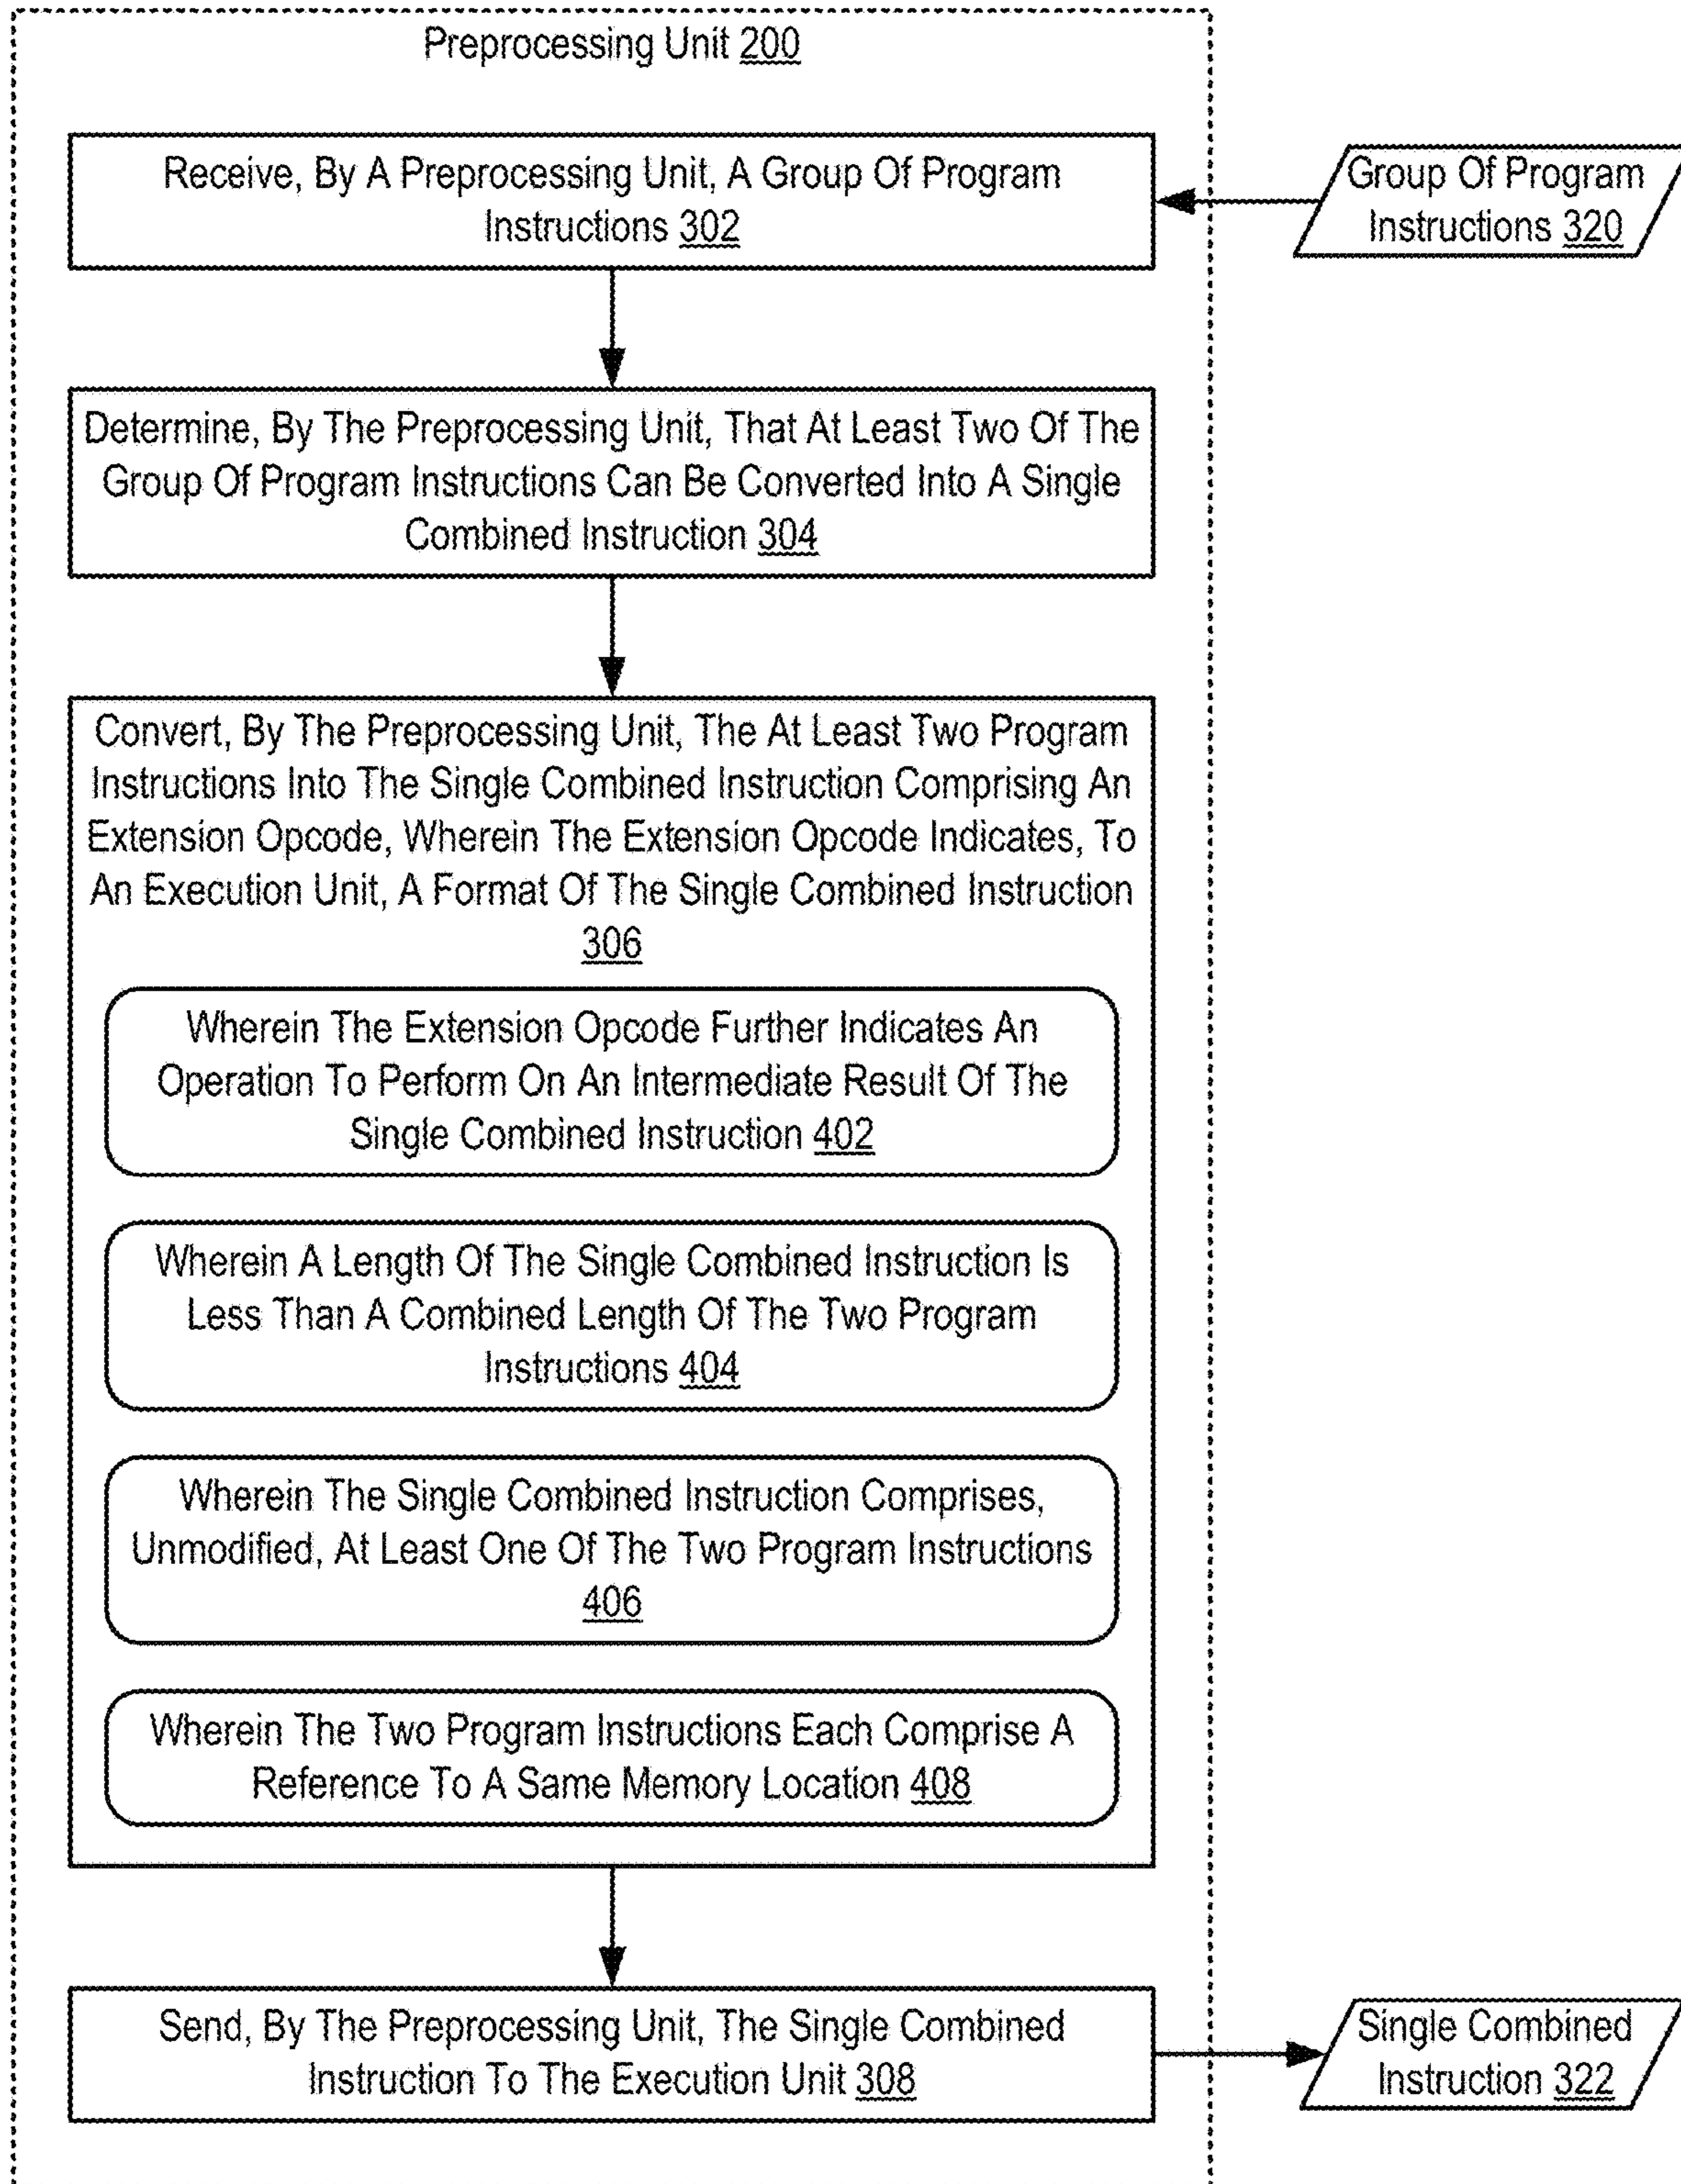 Preprocessing Unit 200
Receive, By A Preprocessing Unit, A Group Of Program
Instructions 302
Group Of Program
Instructions 320
Determine, By The Preprocessing Unit, That At Least Two Of The
Group Of Program Instructions Can Be Converted Into A Single
Combined Instruction 304
Convert, By The Preprocessing Unit, The At Least Two Program
Instructions Into The Single Combined Instruction Comprising An
Extension Opcode, Wherein The Extension Opcode Indicates, To
An Execution Unit, A Format Of The Single Combined Instruction
306
Wherein The Extension Opcode Further Indicates An
Operation To Perform On An Intermediate Result Of The
Single Combined Instruction 402
Wherein A Length Of The Single Combined Instruction Is
Less Than A Combined Length Of The Two Program
Instructions 404
Wherein The Single Combined Instruction Comprises,
Unmodified, At Least One Of The Two Program Instructions
406
Wherein The Two Program Instructions Each Comprise A
Reference To A Same Memory Location 408
Send, By The Preprocessing Unit, The Single Combined
Instruction To The Execution Unit 308
Single Combined
Instruction 322